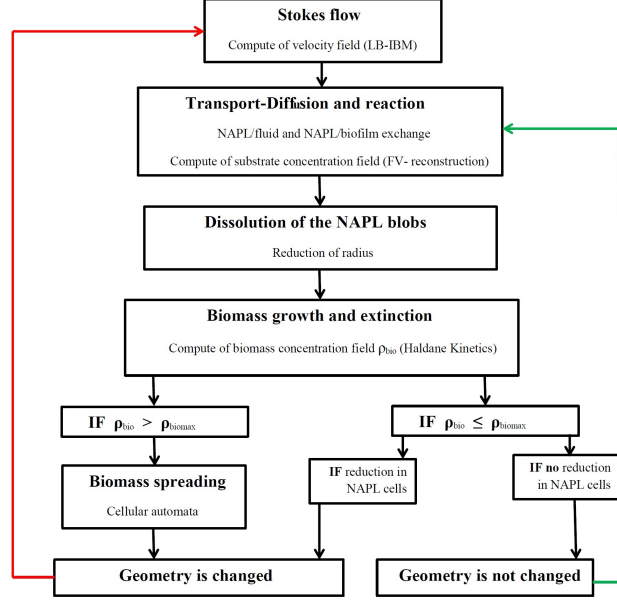 Stokes flow
Compute of velocity field (LB-IBM)
Transport-Diffusion and reaction
NAPL/fluid and NAPL/biofilm exchange
Compute of substrate concentration field (FV- reconstruction)
Dissolution of the NAPL blobs
Reduction of radius
Biomass growth and extinction
Compute of biomass concentration field ρbio (Haldane Kinetics)
IF ρbio > ρbiomax
IF ρbio ≤ ρbiomax
Biomass spreading
Cellular automata
IF reduction in
NAPL cells
IF no reduction
in NAPL cells
Geometry is changed
Geometry is not changed